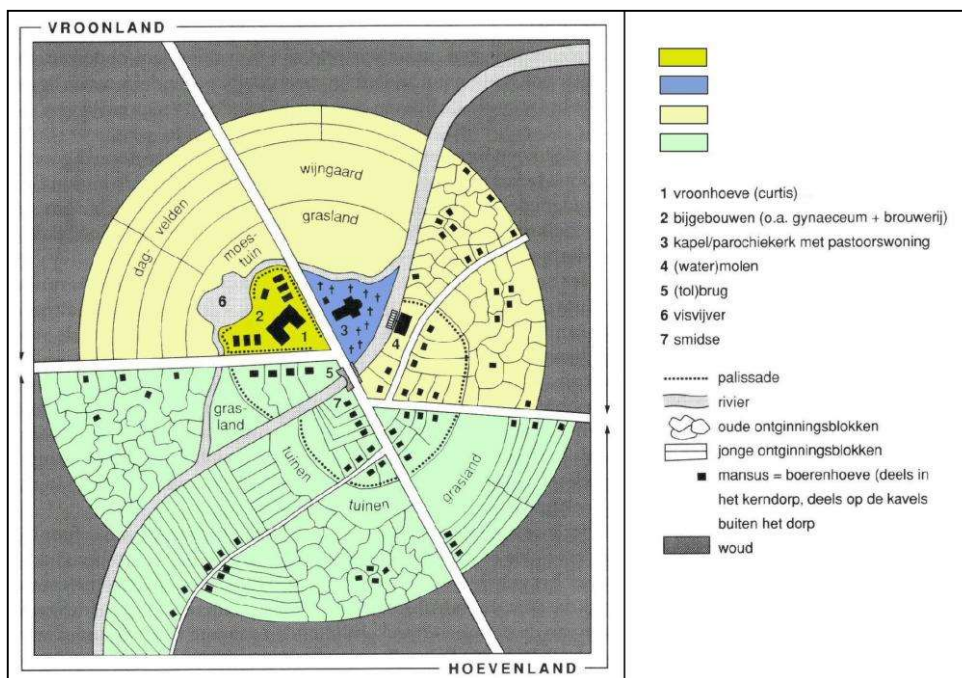 VROONLAND
wijngaard
grasland
velden
dag-
moes-
tuin
6
2
1
3
4
5
7
gras-
land
tuinen
tuinen
grasland
HOEVENLAND
1 vroonhoeve (curtis)
2 bijgebouwen (o.a. gynaeceum + brouwerij)
3 kapel/parochiekerk met pastoorswoning
4 (water)molen
5 (tol)brug
6 visvijver
7 smidse
palissade
rivier
oude ontginningsblokken
jonge ontginningsblokken
mansus = boerenhoeve (deels in
het kerndorp, deels op de kavels
buiten het dorp
woud